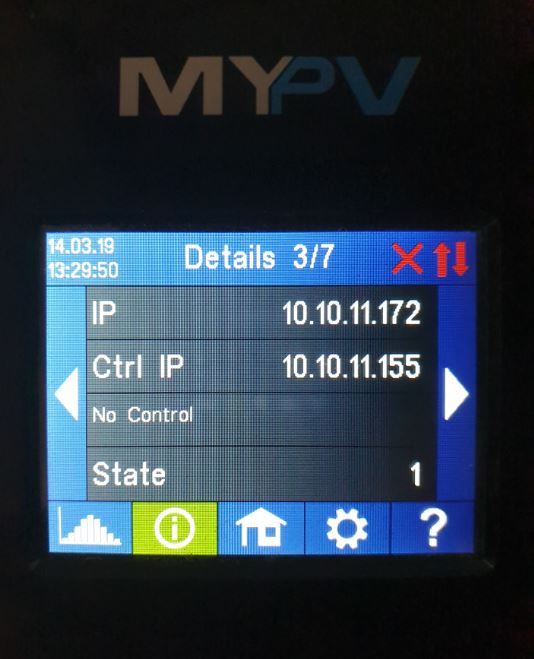 MYPV
14.03.19
13:29:50
Details 3/7
IP 10.10.11.172
Ctrl IP 10.10.11.155
No Control
State 1
?